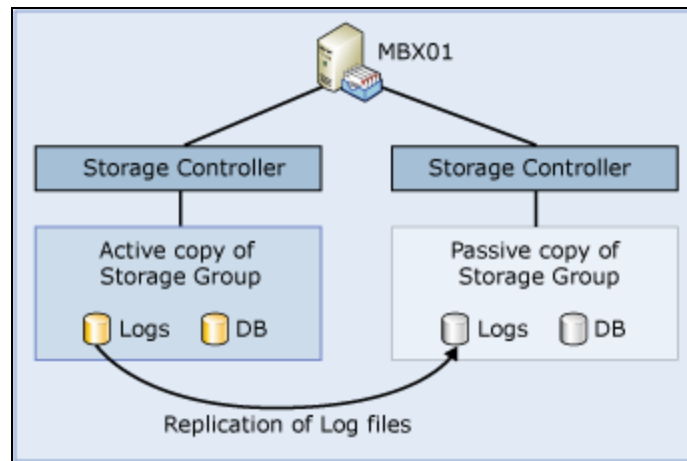 MBX01
Storage Controller
Storage Controller
Active copy of
Storage Group
Logs
DB
Passive copy of
Storage Group
Logs
DB
Replication of Log files